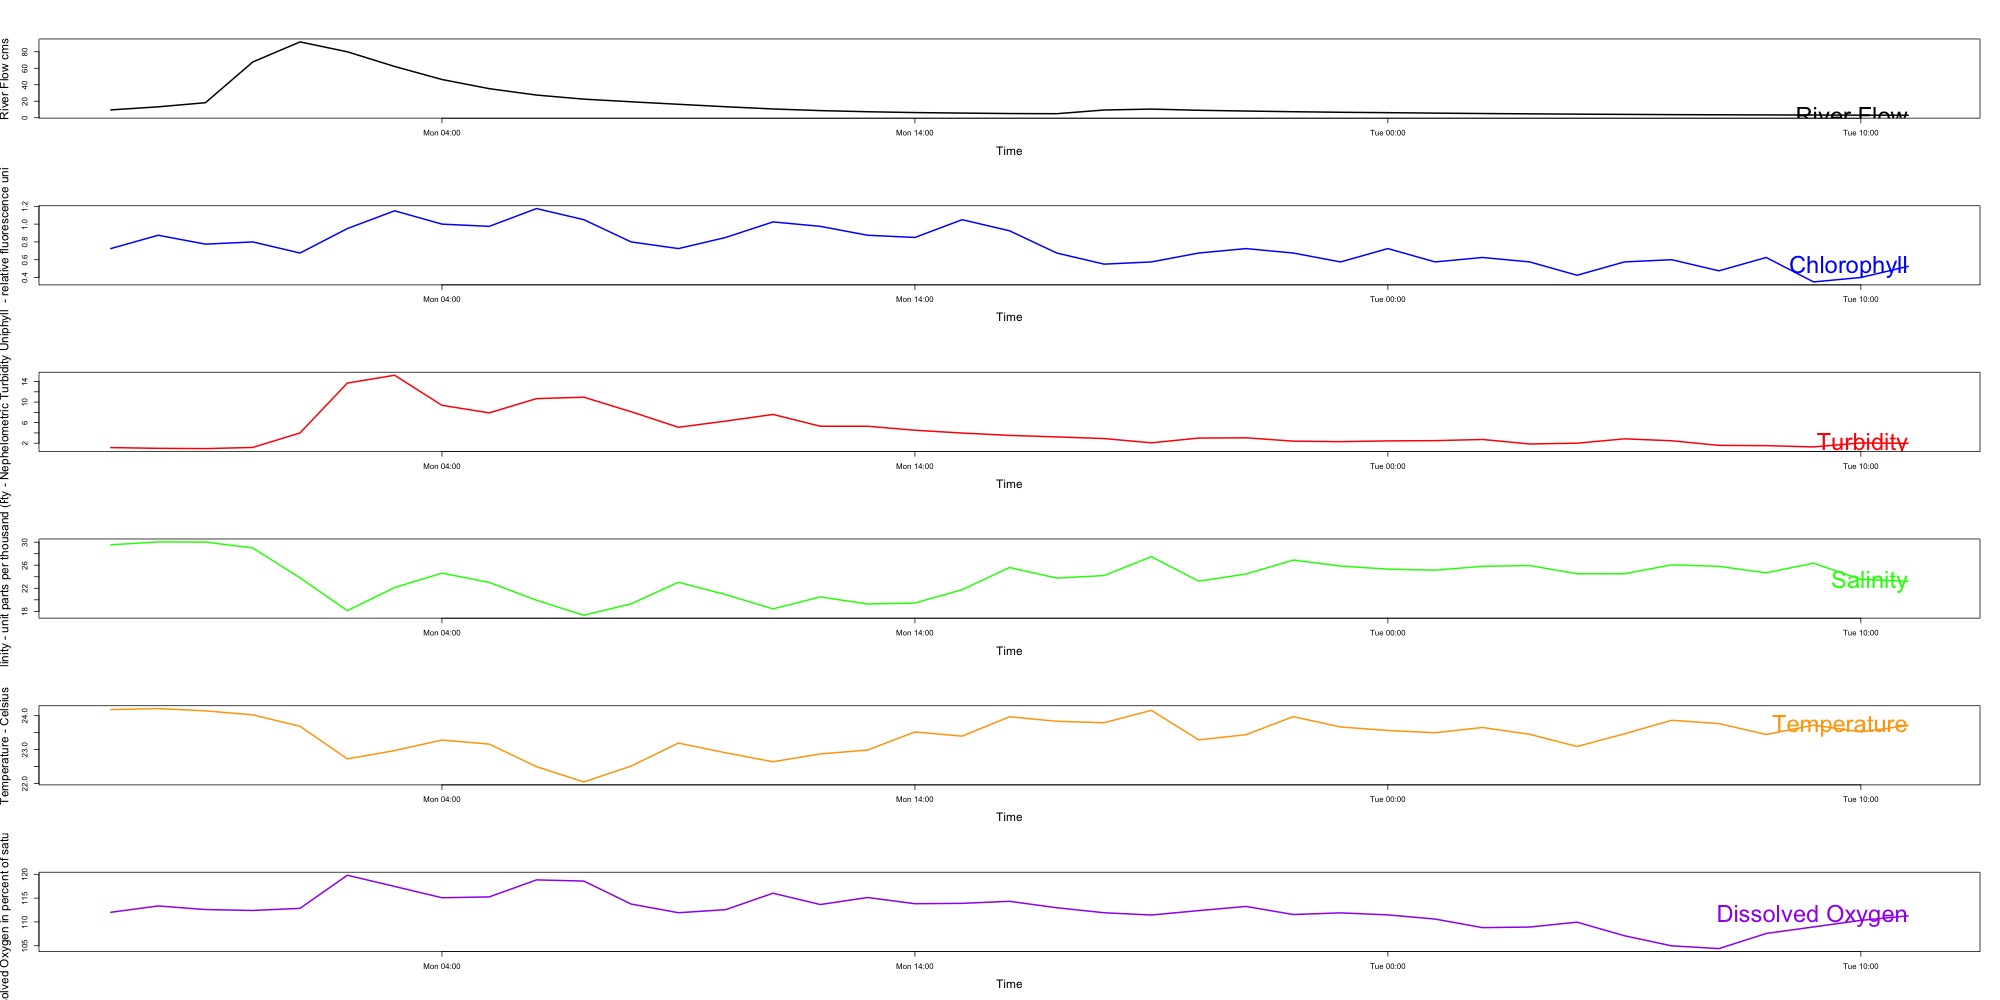 River Flow cms
80
60
40
20
0
River Flow
Mon 04:00 Mon 14:00 Tue 00:00 Tue 10:00
Time
- relative fluorescence uni
1.2
1.0
0.8
0.6
0.4
Chlorophyll
Mon 04:00 Mon 14:00 Tue 00:00 Tue 10:00
Time
phyll
- Nephelometric Turbidity Uni
14
10
6
2
Turbidity
Mon 04:00 Mon 14:00 Tue 00:00 Tue 10:00
Time
linity - unit parts per thousand
30
26
22
18
Salinity
Mon 04:00 Mon 14:00 Tue 00:00 Tue 10:00
Time
Temperature - Celsius
24.0
23.0
22.0
Temperature
Mon 04:00 Mon 14:00 Tue 00:00 Tue 10:00
Time
olved Oxygen in percent of satu
120
115
110
105
Dissolved Oxygen
Mon 04:00 Mon 14:00 Tue 00:00 Tue 10:00
Time